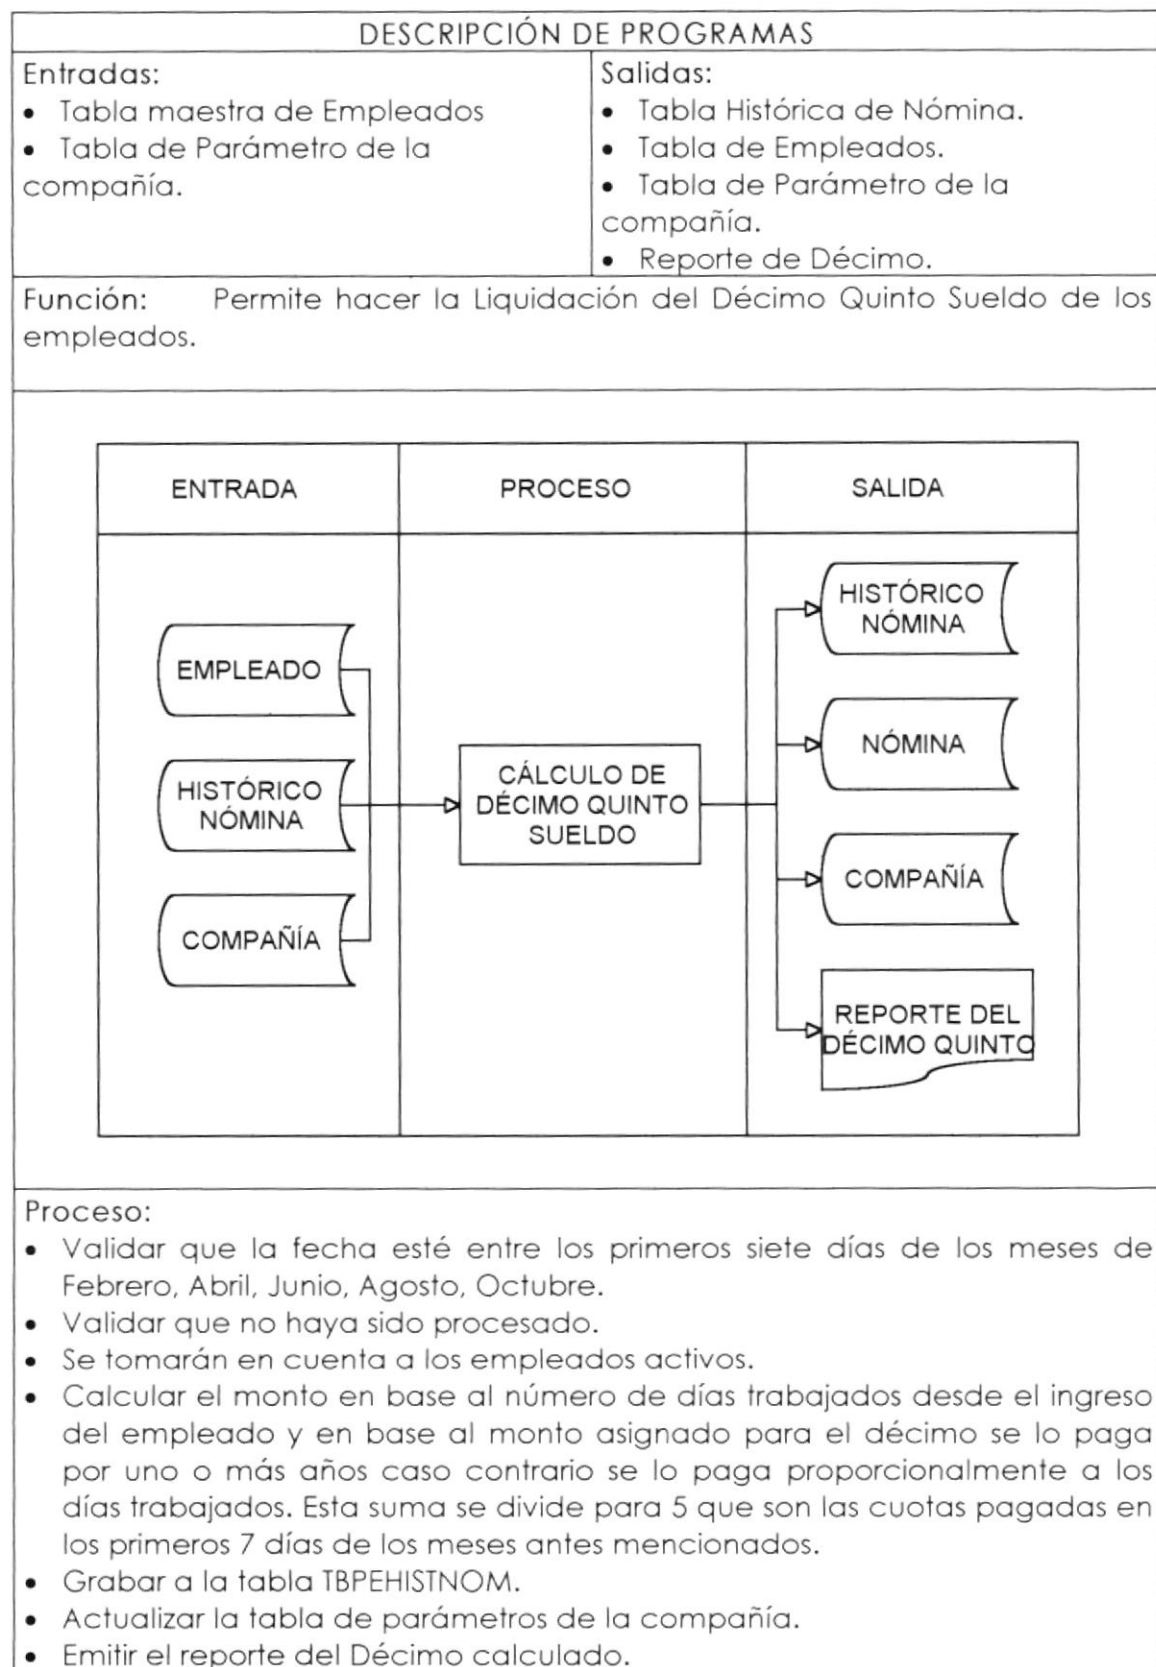 DESCRIPCIÓN DE PROGRAMAS
Entradas:
• Tabla maestra de Empleados
• Tabla de Parámetro de la
compañía.
Salidas:
• Tabla Histórica de Nómina.
• Tabla de Empleados.
• Tabla de Parámetro de la
compañía.
• Reporte de Décimo.
Función: Permite hacer la Liquidación del Décimo Quinto Sueldo de los
empleados.
ENTRADA
PROCESO
SALIDA
EMPLEADO
HISTÓRICO
NÓMINA
COMPAÑÍA
CÁLCULO DE
DÉCIMO QUINTO
SUELDO
HISTÓRICO
NÓMINA
NÓMINA
COMPAÑÍA
REPORTE DEL
DÉCIMO QUINTO
Proceso:
• Validar que la fecha esté entre los primeros siete días de los meses de
Febrero, Abril, Junio, Agosto, Octubre.
• Validar que no haya sido procesado.
• Se tomarán en cuenta a los empleados activos.
• Calcular el monto en base al número de días trabajados desde el ingreso
del empleado y en base al monto asignado para el décimo se lo paga
por uno o más años caso contrario se lo paga proporcionalmente a los
días trabajados. Esta suma se divide para 5 que son las cuotas pagadas en
los primeros 7 días de los meses antes mencionados.
• Grabar a la tabla TBPEHISTNOM.
• Actualizar la tabla de parámetros de la compañía.
• Emitir el reporte del Décimo calculado.